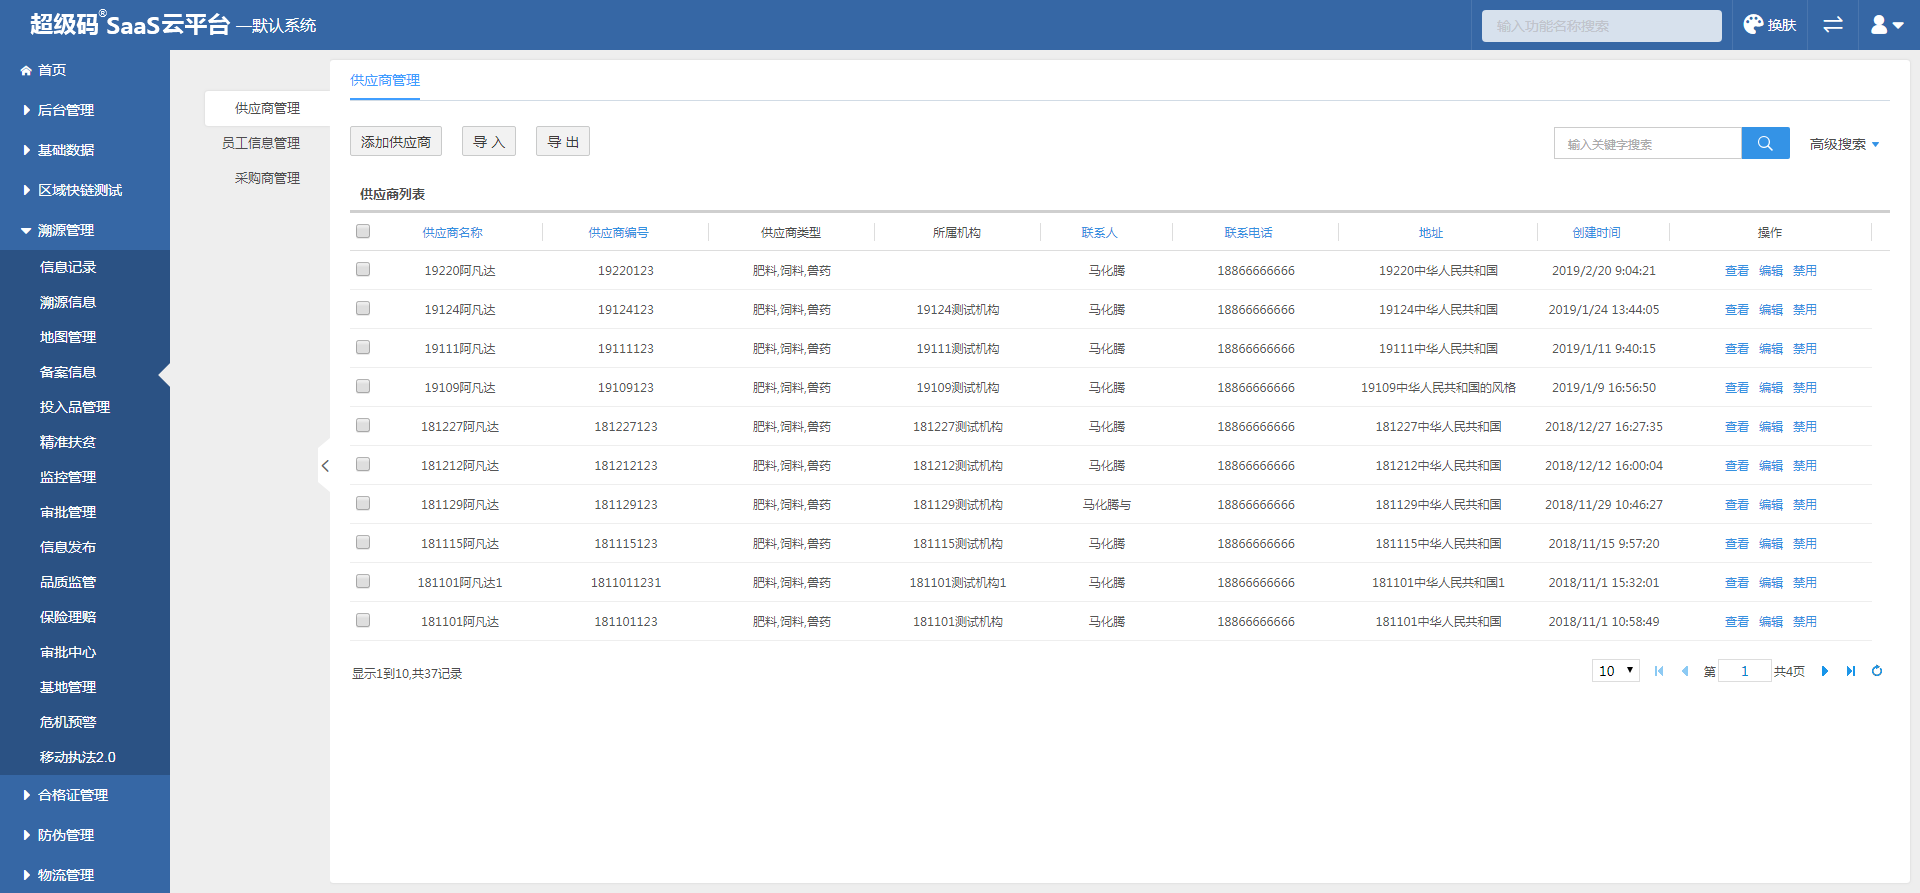 超级码®SaaS云平台 —默认系统
输入功能名称搜索
换肤
首页
后台管理
基础数据
区域快链测试
溯源管理
信息记录
溯源信息
地图管理
备案信息
投入品管理
精准扶贫
监控管理
审批管理
信息发布
品质监管
保险理赔
审批中心
基地管理
危机预警
移动执法2.0
合格证管理
防伪管理
物流管理
供应商管理
员工信息管理
采购商管理
供应商管理
添加供应商 导 入 导 出
输入关键字搜索
高级搜索
供应商列表
供应商名称 供应商编号 供应商类型 所属机构 联系人 联系电话 地址 创建时间 操作
19220阿凡达 19220123 肥料,饲料,兽药 马化腾 18866666666 19220中华人民共和国 2019/2/20 9:04:21 查看 编辑 禁用
19124阿凡达 19124123 肥料,饲料,兽药 19124测试机构 马化腾 18866666666 19124中华人民共和国 2019/1/24 13:44:05 查看 编辑 禁用
19111阿凡达 19111123 肥料,饲料,兽药 19111测试机构 马化腾 18866666666 19111中华人民共和国 2019/1/11 9:40:15 查看 编辑 禁用
19109阿凡达 19109123 肥料,饲料,兽药 19109测试机构 马化腾 18866666666 19109中华人民共和国的风格 2019/1/9 16:56:50 查看 编辑 禁用
181227阿凡达 181227123 肥料,饲料,兽药 181227测试机构 马化腾 18866666666 181227中华人民共和国 2018/12/27 16:27:35 查看 编辑 禁用
181212阿凡达 181212123 肥料,饲料,兽药 181212测试机构 马化腾 18866666666 181212中华人民共和国 2018/12/12 16:00:04 查看 编辑 禁用
181129阿凡达 181129123 肥料,饲料,兽药 181129测试机构 马化腾与 18866666666 181129中华人民共和国 2018/11/29 10:46:27 查看 编辑 禁用
181115阿凡达 181115123 肥料,饲料,兽药 181115测试机构 马化腾 18866666666 181115中华人民共和国 2018/11/15 9:57:20 查看 编辑 禁用
181101阿凡达1 1811011231 肥料,饲料,兽药 181101测试机构1 马化腾 18866666666 181101中华人民共和国1 2018/11/1 15:32:01 查看 编辑 禁用
181101阿凡达 181101123 肥料,饲料,兽药 181101测试机构 马化腾 18866666666 181101中华人民共和国 2018/11/1 10:58:49 查看 编辑 禁用
显示1到10,共37记录
10 第 1 共4页